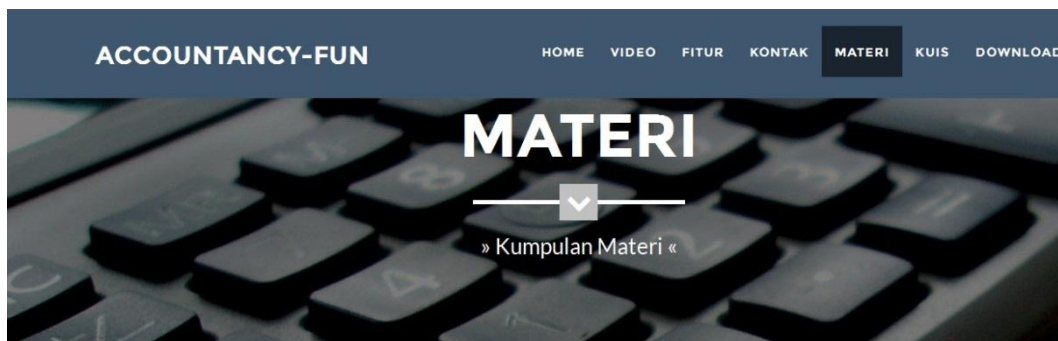 ACCOUNTANCY-FUN
HOME VIDEO FITUR KONTAK MATERI KUIS DOWNLOAD
MATERI
» Kumpulan Materi «